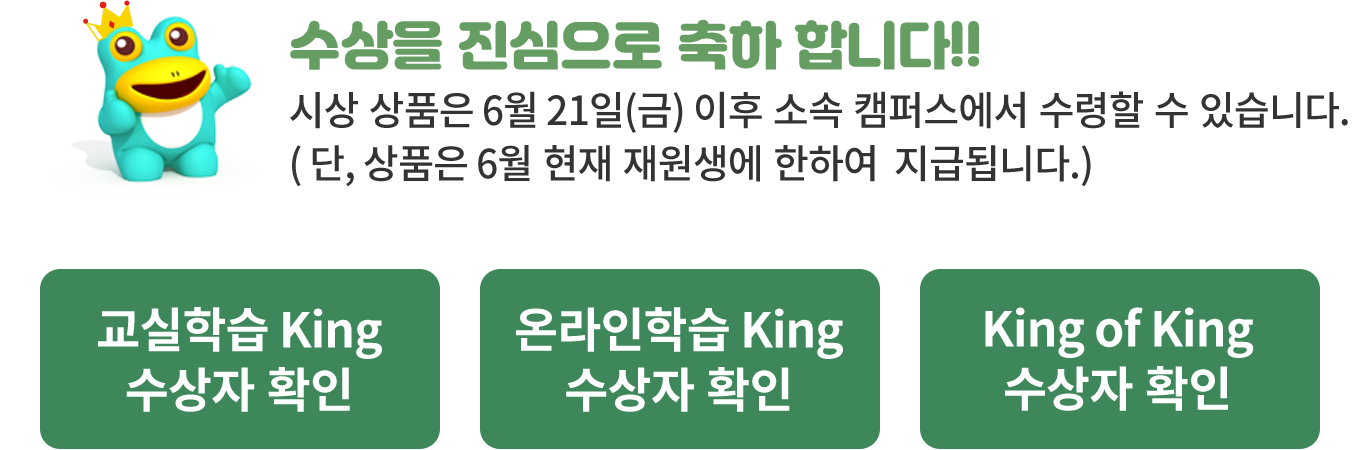 수상을 진심으로 축하 합니다!!
시상 상품은 6월 21일(금) 이후 소속 캠퍼스에서 수령할 수 있습니다.
( 단, 상품은 6월 현재 재원생에 한하여 지급됩니다.)
교실학습 King
수상자 확인
온라인학습 King
수상자 확인
King of King
수상자 확인